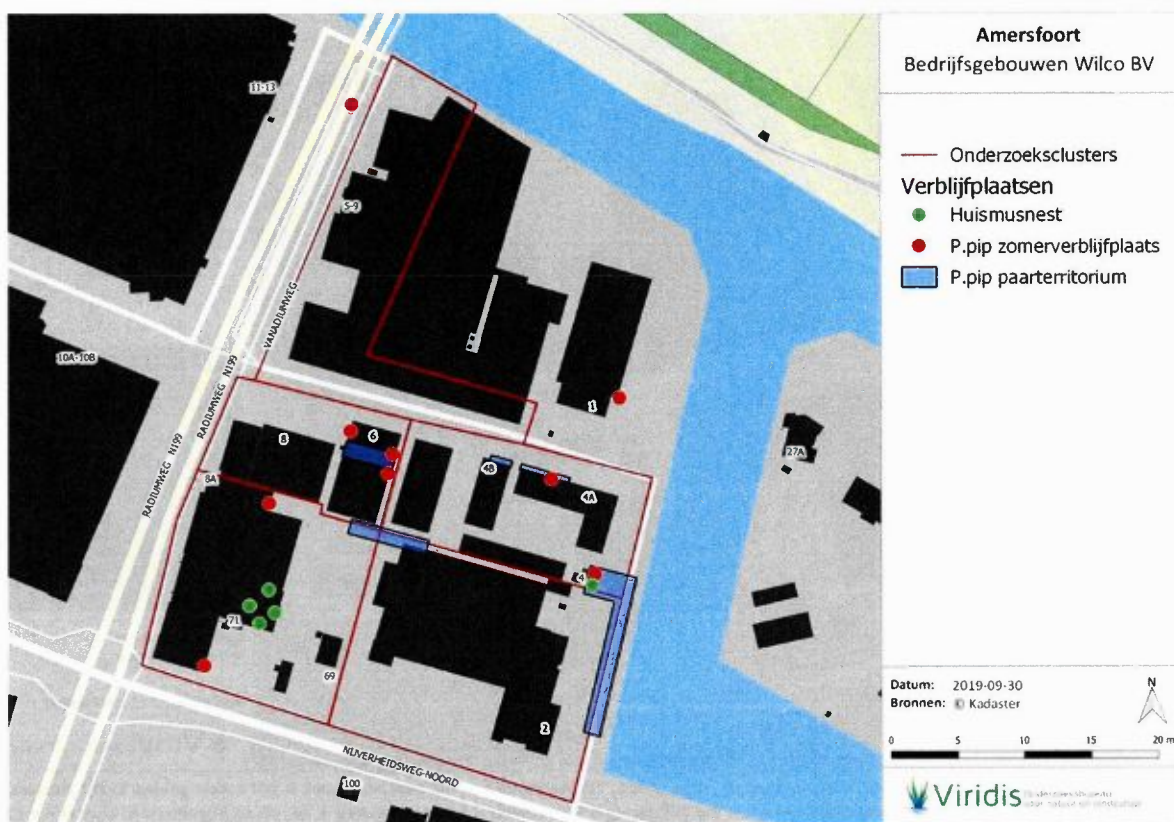 Amersfoort
Bedrijfsgebouwen Wilco BV
Onderzoeksclusters
Verblijfplaatsen
Huismusnest
P.pip zomerverblijfplaats
P.pip paarterritorium
11-13
5-9
VANADIUMWEG
10A-10B
RADIUMWEG N199
RADIUMWEG N199
1
8
6
8A
4B
4A
27A
4
71
69
2
NIJVERHEIDSWEG-NOORD
100
Datum: 2019-09-30
Bronnen: © Kadaster
N
0 5 10 15 20 m
Viridis